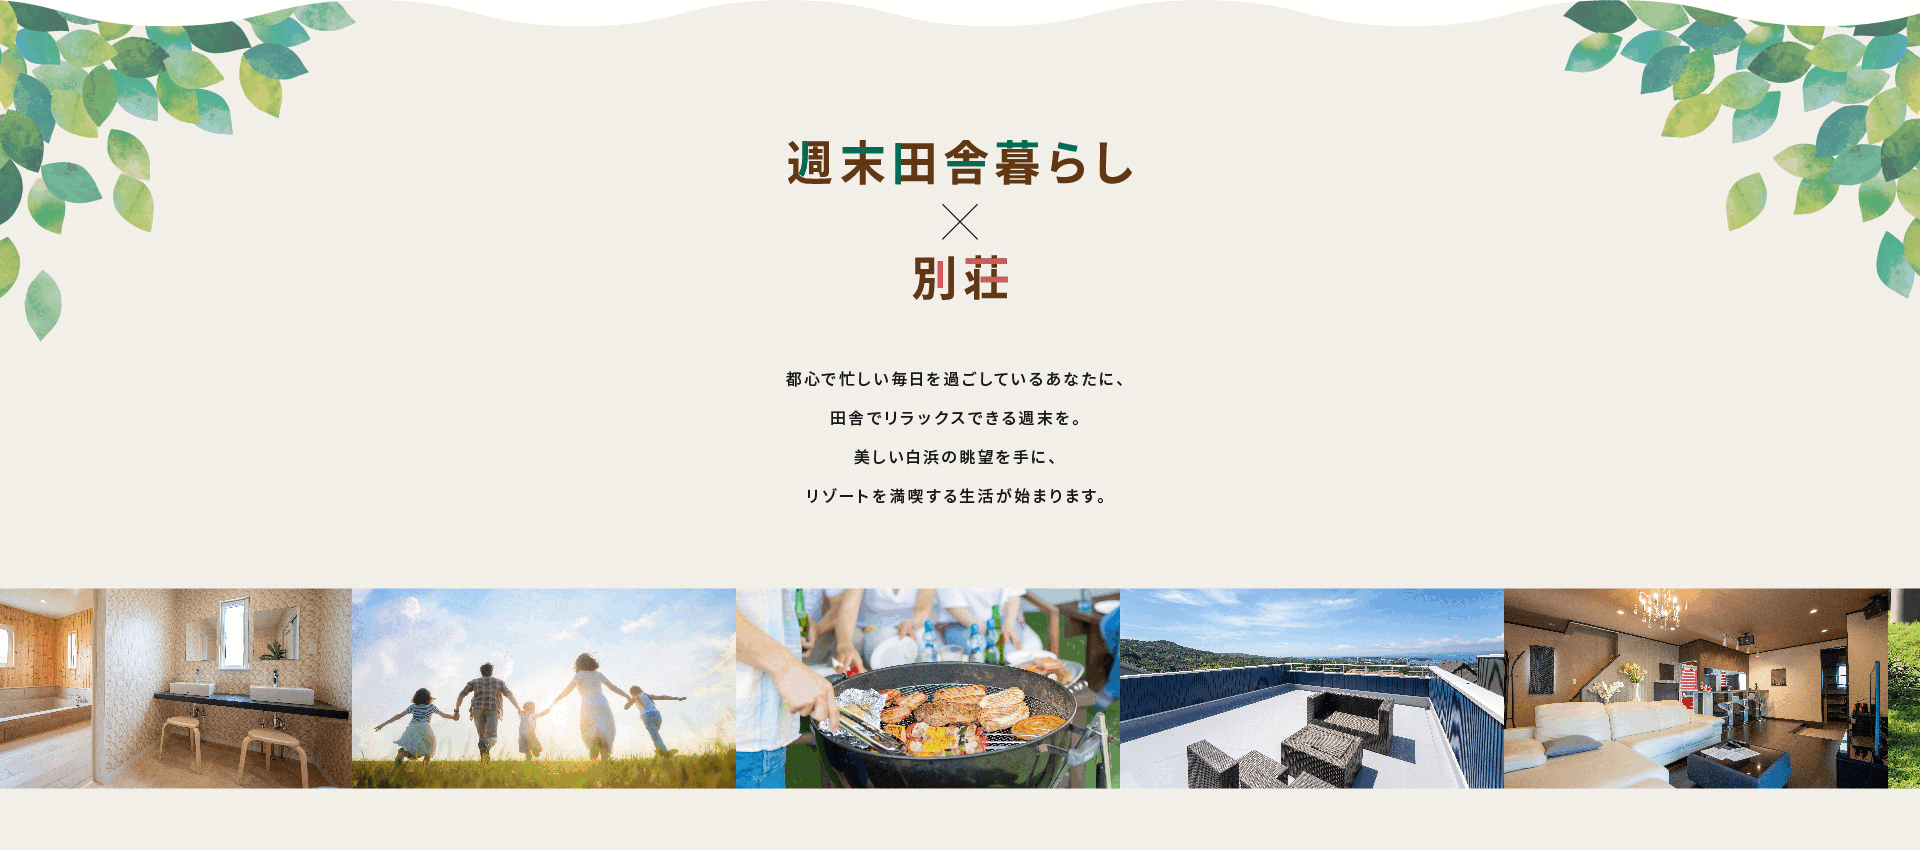 週末田舎暮らし
×
別荘
都心で忙しい毎日を過ごしているあなたに、
田舎でリラックスできる週末を。
美しい白浜の眺望を手に、
リゾートを満喫する生活が始まります。